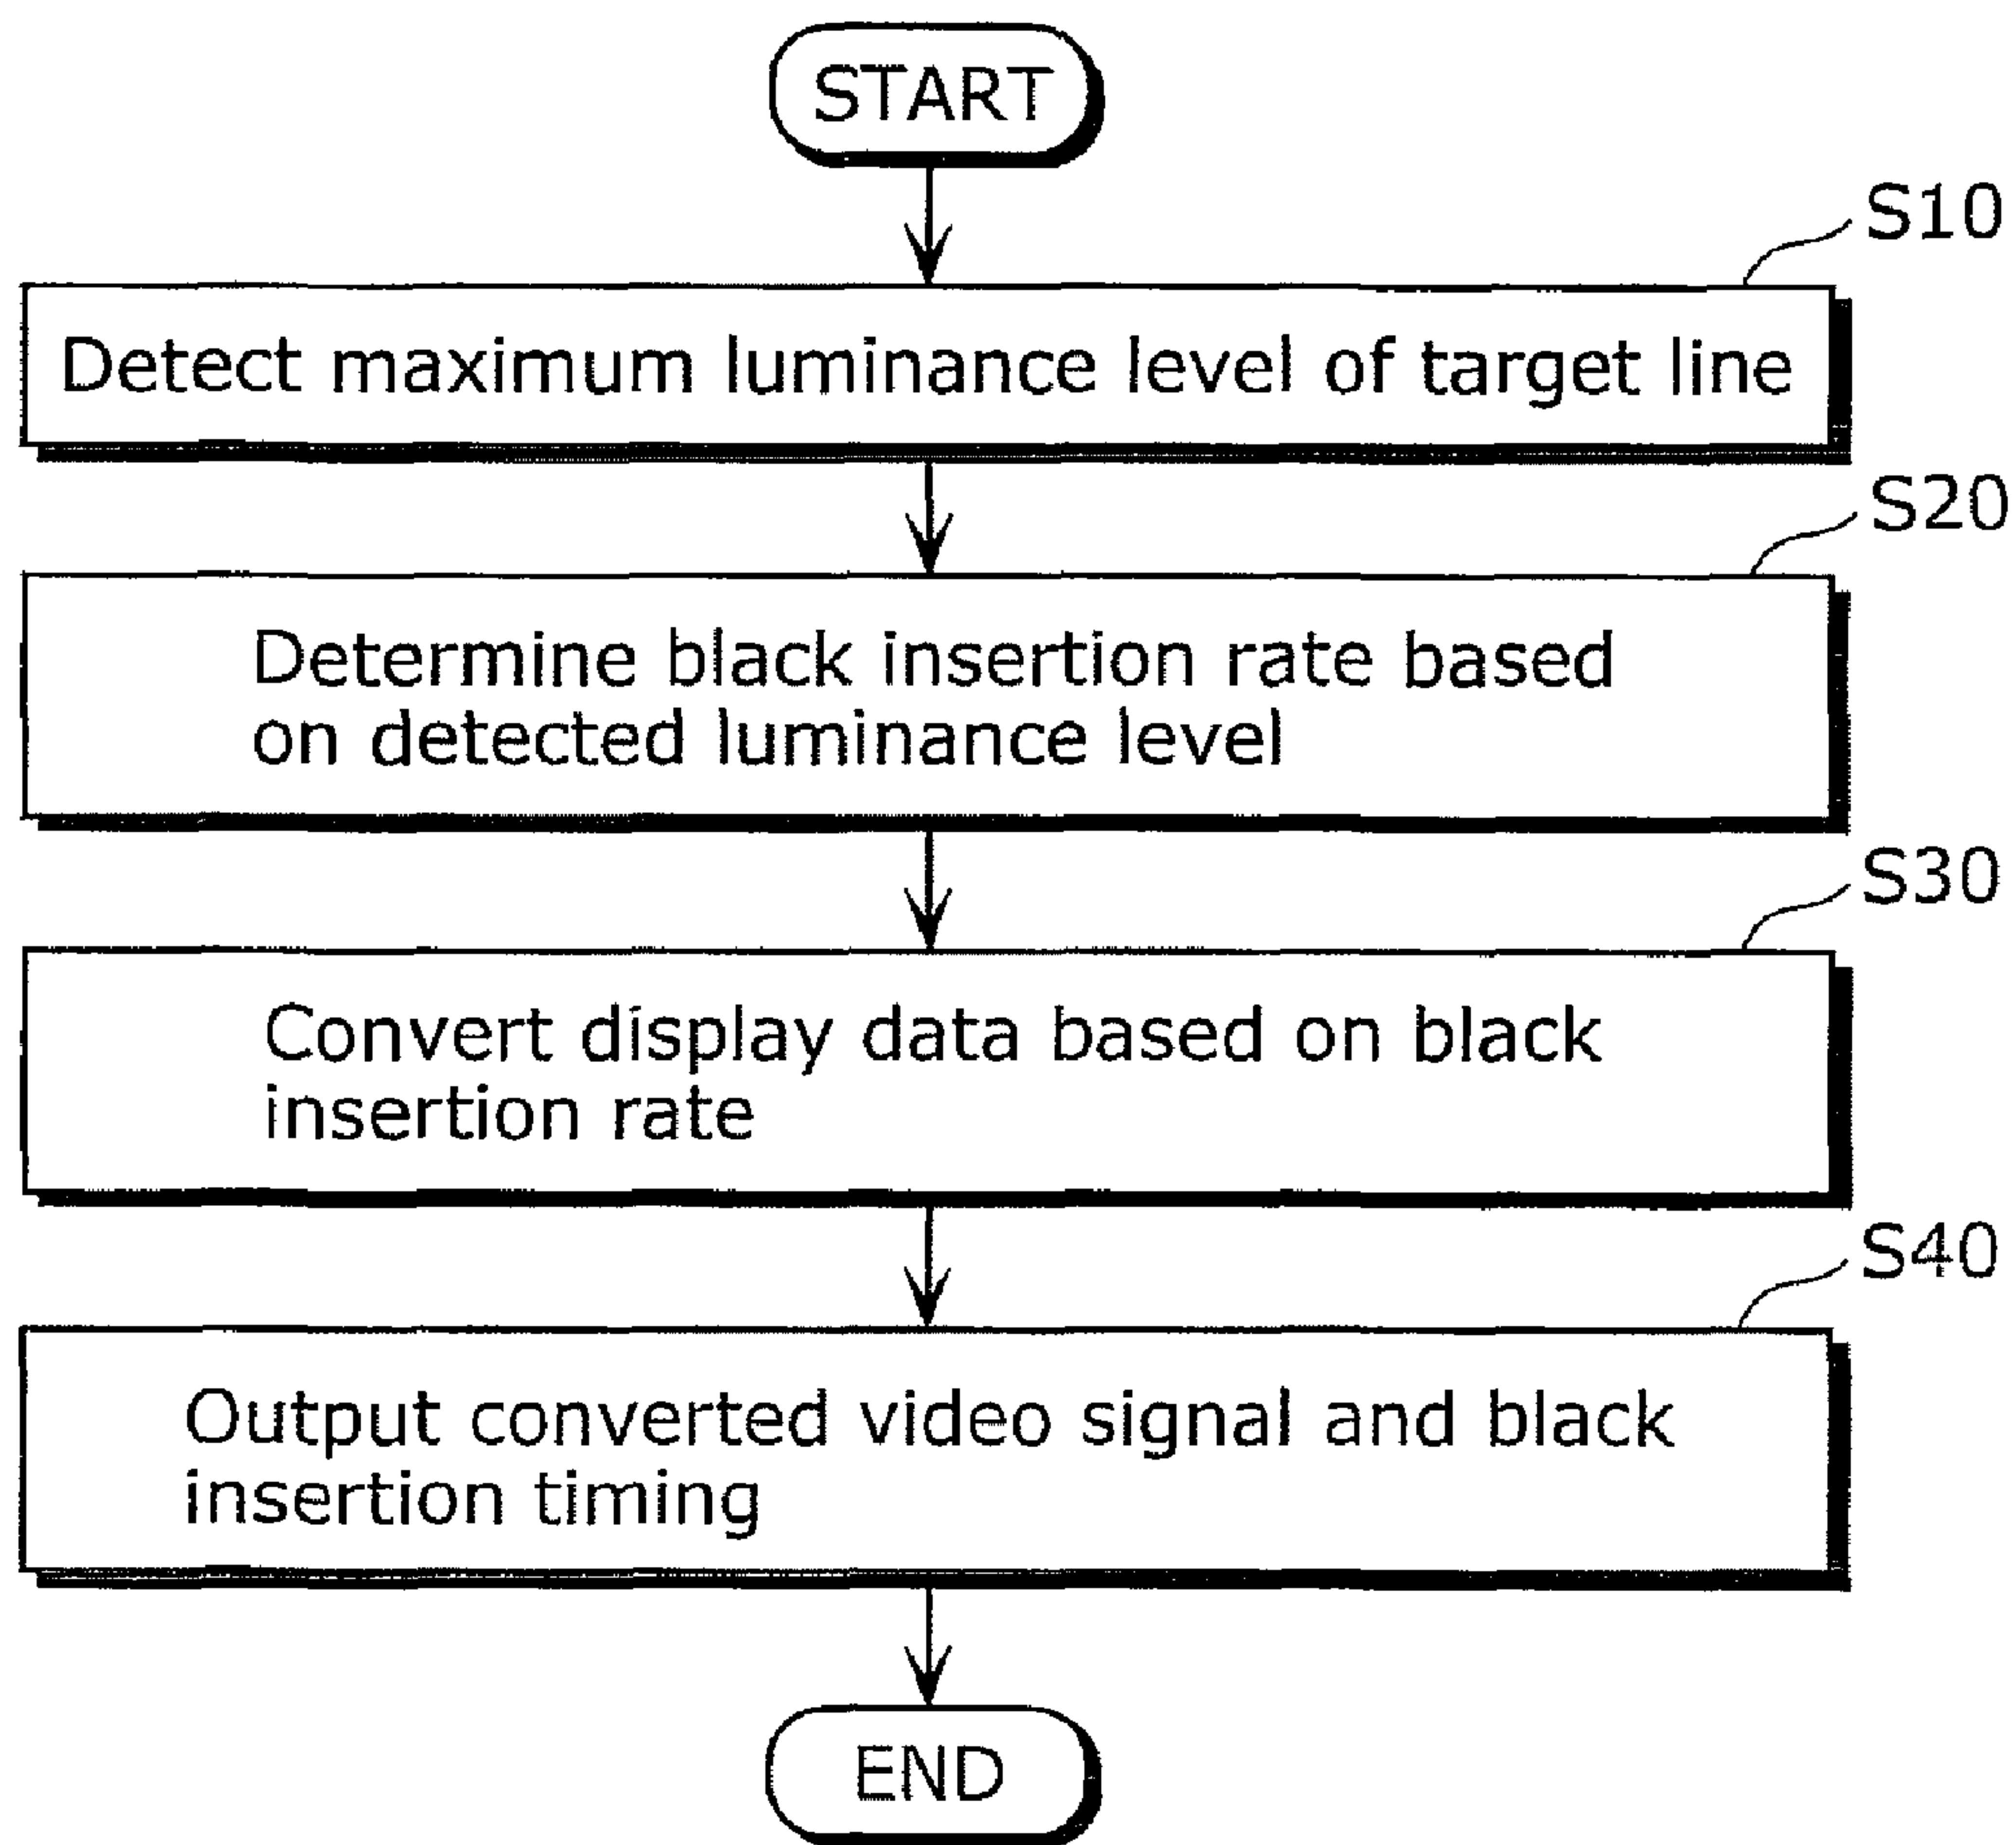 START
S10
Detect maximum luminance level of target line
S20
Determine black insertion rate based
on detected luminance level
S30
Convert display data based on black
insertion rate
S40
Output converted video signal and black
insertion timing
END